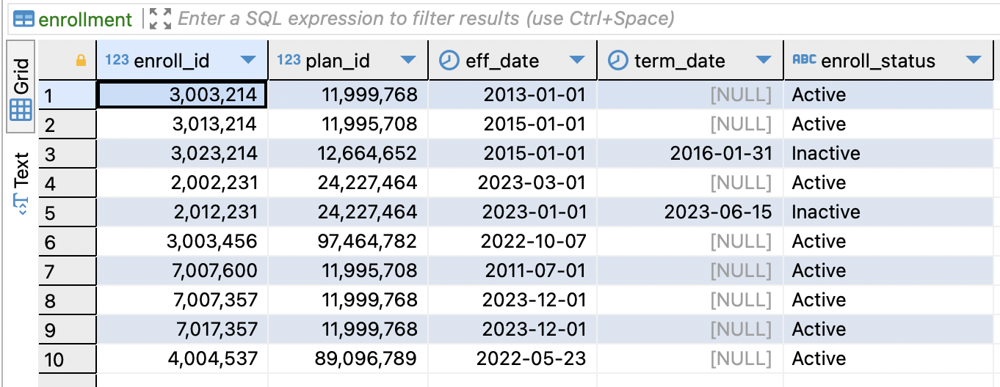 enrollment Enter a SQL expression to filter results (use Ctrl+Space)
Grid
Text
123 enroll_id 123 plan_id eff_date term_date ABC enroll_status
1 3,003,214 11,999,768 2013-01-01 [NULL] Active
2 3,013,214 11,995,708 2015-01-01 [NULL] Active
3 3,023,214 12,664,652 2015-01-01 2016-01-31 Inactive
4 2,002,231 24,227,464 2023-03-01 [NULL] Active
5 2,012,231 24,227,464 2023-01-01 2023-06-15 Inactive
6 3,003,456 97,464,782 2022-10-07 [NULL] Active
7 7,007,600 11,995,708 2011-07-01 [NULL] Active
8 7,007,357 11,999,768 2023-12-01 [NULL] Active
9 7,017,357 11,999,768 2023-12-01 [NULL] Active
10 4,004,537 89,096,789 2022-05-23 [NULL] Active